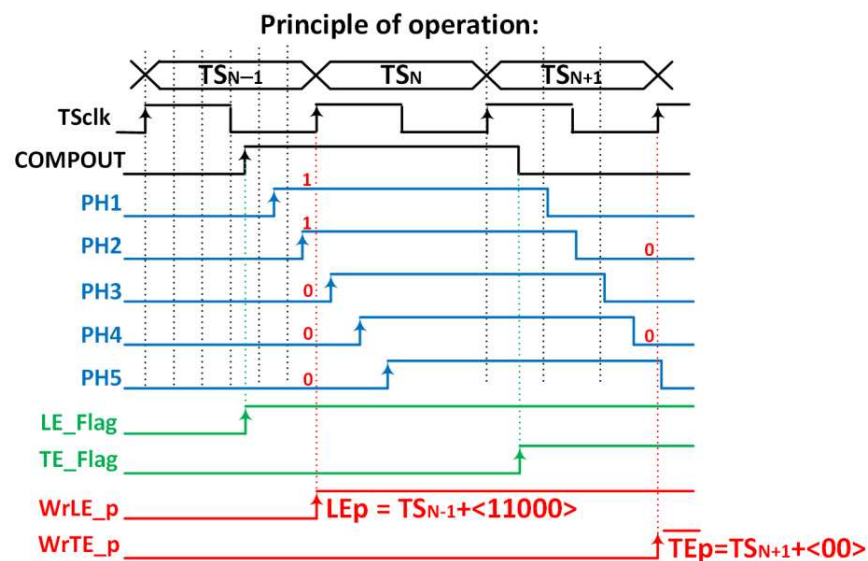 Principle of operation:
TSN–1 TSN TSN+1
TSclk
COMPOUT
1
PH1
1
PH2 0
PH3 0
PH4 0 0
PH5 0
LE_Flag
TE_Flag
WrLE_p LEp = TSN-1+<11000>
WrTE_p TEp=TSN+1+<00>